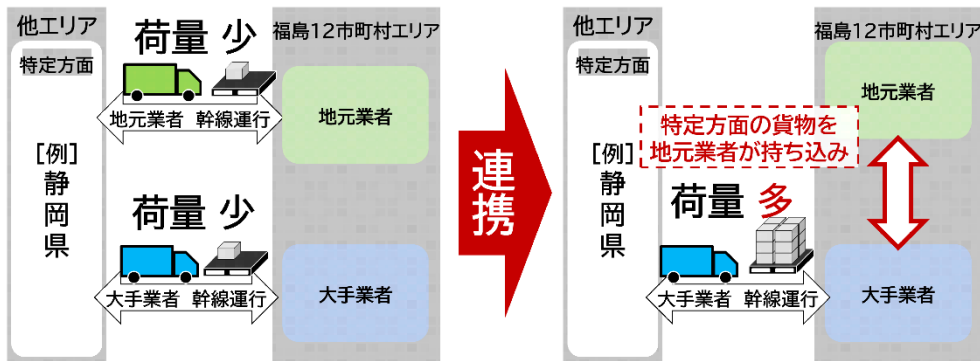 他エリア
福島12市町村エリア
特定方面
荷量 少
地元業者 幹線運行
地元業者
[例]
静岡県
荷量 少
大手業者 幹線運行
大手業者
連携
他エリア
福島12市町村エリア
特定方面
地元業者
特定方面の貨物を
地元業者が持ち込み
[例]
静岡県
荷量 多
大手業者 幹線運行
大手業者